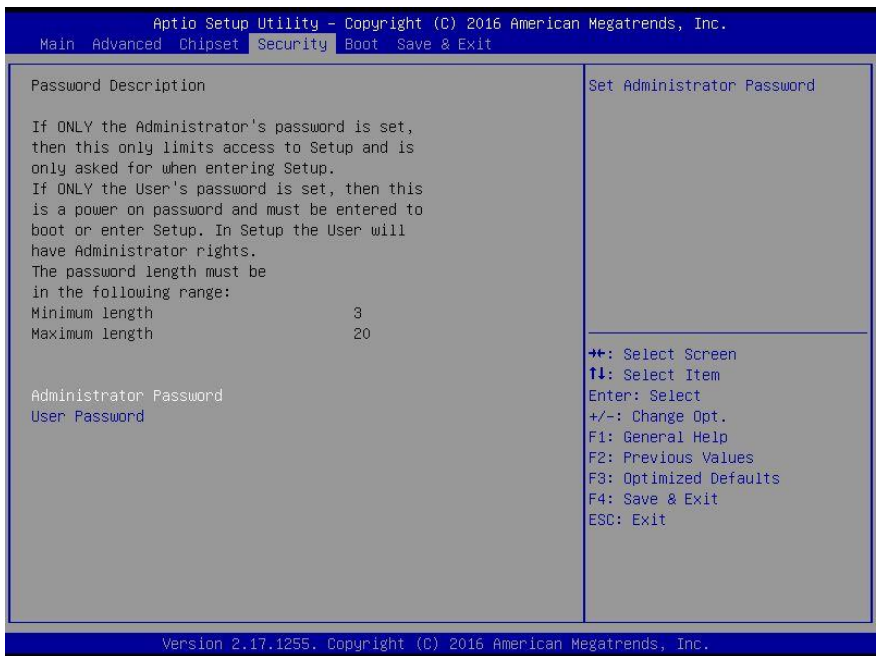 Aptio Setup Utility – Copyright (C) 2016 American Megatrends, Inc.
Main Advanced Chipset Security Boot Save & Exit
Password Description
If ONLY the Administrator's password is set,
then this only limits access to Setup and is
only asked for when entering Setup.
If ONLY the User's password is set, then this
is a power on password and must be entered to
boot or enter Setup. In Setup the User will
have Administrator rights.
The password length must be
in the following range:
Minimum length 3
Maximum length 20
Administrator Password
User Password
Set Administrator Password
→←: Select Screen
↑↓: Select Item
Enter: Select
+/-: Change Opt.
F1: General Help
F2: Previous Values
F3: Optimized Defaults
F4: Save & Exit
ESC: Exit
Version 2.17.1255. Copyright (C) 2016 American Megatrends, Inc.